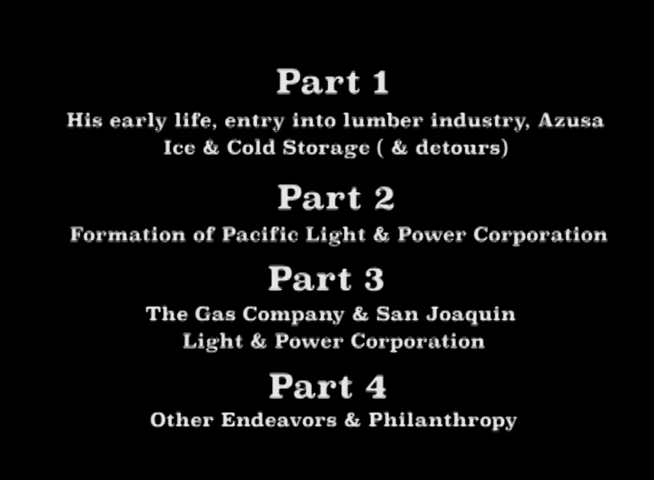 Part 1
His early life, entry into lumber industry, Azusa
Ice & Cold Storage ( & detours)
Part 2
Formation of Pacific Light & Power Corporation
Part 3
The Gas Company & San Joaquin
Light & Power Corporation
Part 4
Other Endeavors & Philanthropy